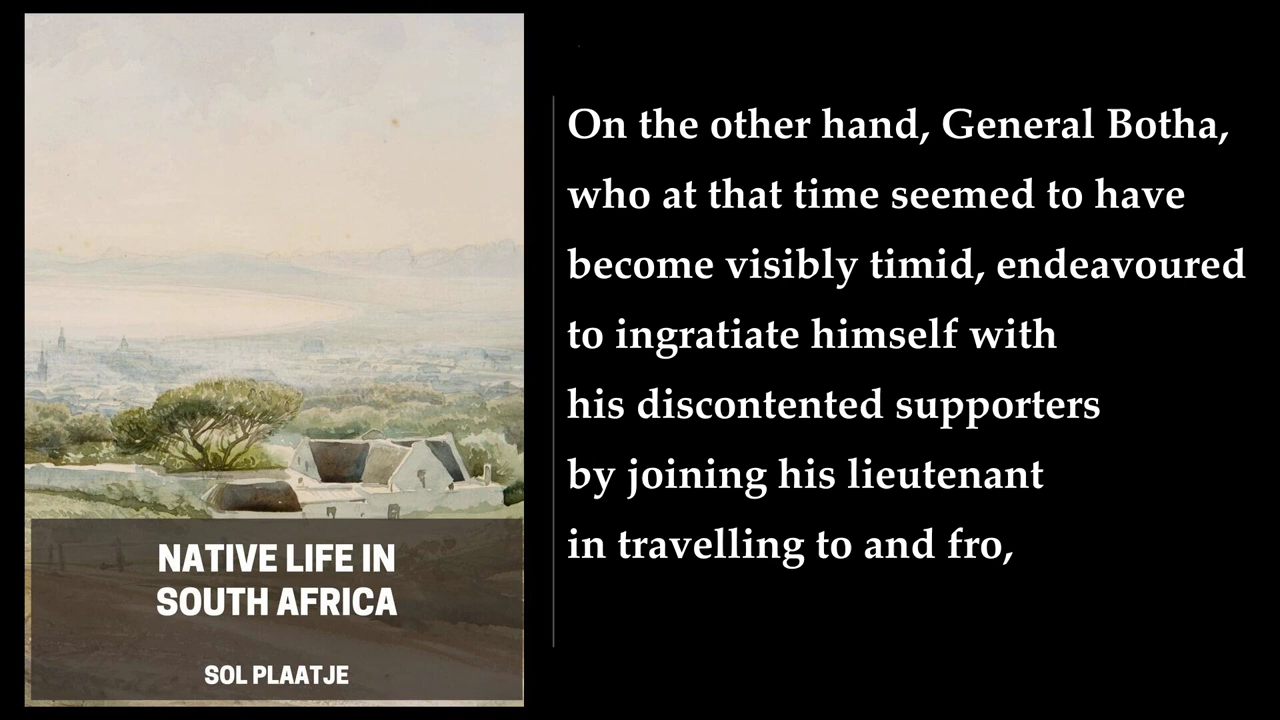 NATIVE LIFE IN
SOUTH AFRICA
SOL PLAATJE
On the other hand, General Botha,
who at that time seemed to have
become visibly timid, endeavoured
to ingratiate himself with
his discontented supporters
by joining his lieutenant
in travelling to and fro,